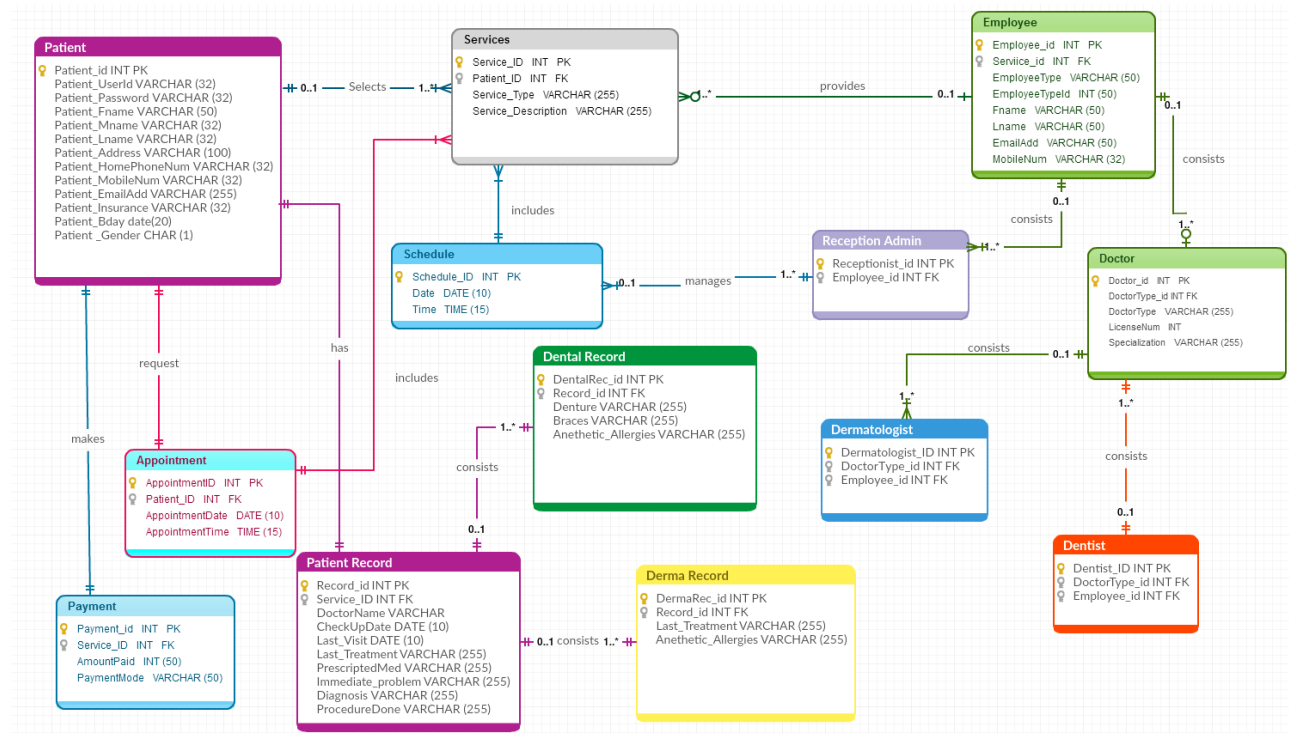 Patient
Patient_id INT PK
Patient_UserId VARCHAR (32)
Patient_Password VARCHAR (32)
Patient_Fname VARCHAR (50)
Patient_Mname VARCHAR (32)
Patient_Lname VARCHAR (32)
Patient_Address VARCHAR (100)
Patient_HomePhoneNum VARCHAR (32)
Patient_MobileNum VARCHAR (32)
Patient_EmailAdd VARCHAR (255)
Patient_Insurance VARCHAR (32)
Patient_Bday date(20)
Patient _Gender CHAR (1)
0..1
Selects
1..*
Services
Service_ID INT PK
Patient_ID INT FK
Service_Type VARCHAR (255)
Service_Description VARCHAR (255)
1..*
provides
0..1
Employee
Employee_id INT PK
Service_id INT FK
EmployeeType VARCHAR (50)
EmployeeTypeId INT (50)
Fname VARCHAR (50)
Lname VARCHAR (50)
EmailAdd VARCHAR (50)
MobileNum VARCHAR (32)
0..1
consists
1..*
0..1
consists
1..*
includes
Reception Admin
Receptionist_id INT PK
Employee_id INT FK
Schedule
Schedule_ID INT PK
Date DATE (10)
Time TIME (15)
0..1
manages
1..*
Doctor
Doctor_id INT PK
DoctorType_id INT FK
DoctorType VARCHAR (255)
LicenseNum INT
Specialization VARCHAR (255)
consists
0..1
1..*
1..*
consists
0..1
has
request
includes
makes
Dental Record
DentalRec_id INT PK
Record_id INT FK
Denture VARCHAR (255)
Braces VARCHAR (255)
Anethetic_Allergies VARCHAR (255)
1..*
consists
0..1
Dermatologist
Dermatologist_ID INT PK
DoctorType_id INT FK
Employee_id INT FK
Appointment
AppointmentID INT PK
Patient_ID INT FK
AppointmentDate DATE (10)
AppointmentTime TIME (15)
Dentist
Dentist_ID INT PK
DoctorType_id INT FK
Employee_id INT FK
Patient Record
Record_id INT PK
Service_ID INT FK
DoctorName VARCHAR
CheckUpDate DATE (10)
Last_Visit DATE (10)
Last_Treatment VARCHAR (255)
PrescriptedMed VARCHAR (255)
Immediate_problem VARCHAR (255)
Diagnosis VARCHAR (255)
ProcedureDone VARCHAR (255)
0..1
consists
1..*
Derma Record
DermaRec_id INT PK
Record_id INT FK
Last_Treatment VARCHAR (255)
Anethetic_Allergies VARCHAR (255)
Payment
Payment_id INT PK
Service_ID INT FK
AmountPaid INT (50)
PaymentMode VARCHAR (50)